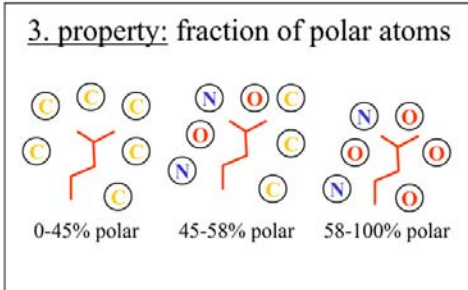 3. property: fraction of polar atoms
C C C C C C
N O C O C N C
N O O O N O
0-45% polar 45-58% polar 58-100% polar